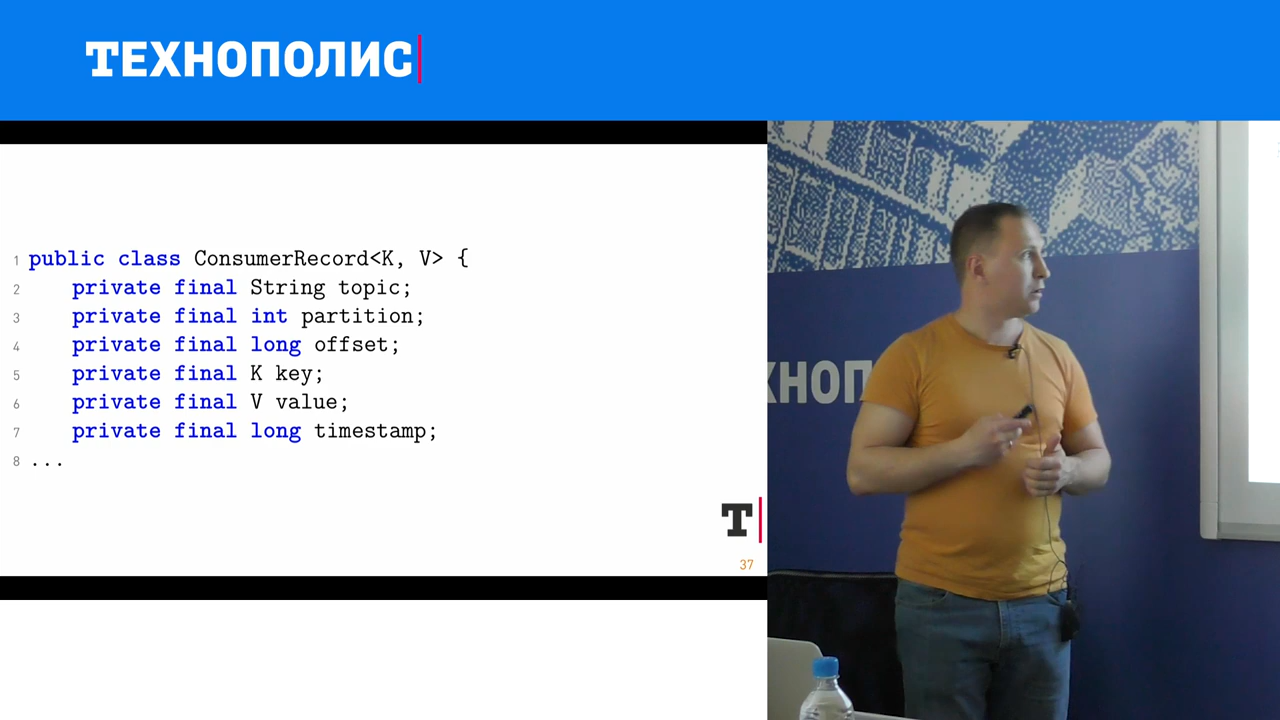 ТЕХНОПОЛИС
1 public class ConsumerRecord<K, V> {
2 private final String topic;
3 private final int partition;
4 private final long offset;
5 private final K key;
6 private final V value;
7 private final long timestamp;
8 ...
T
37
ХНОП